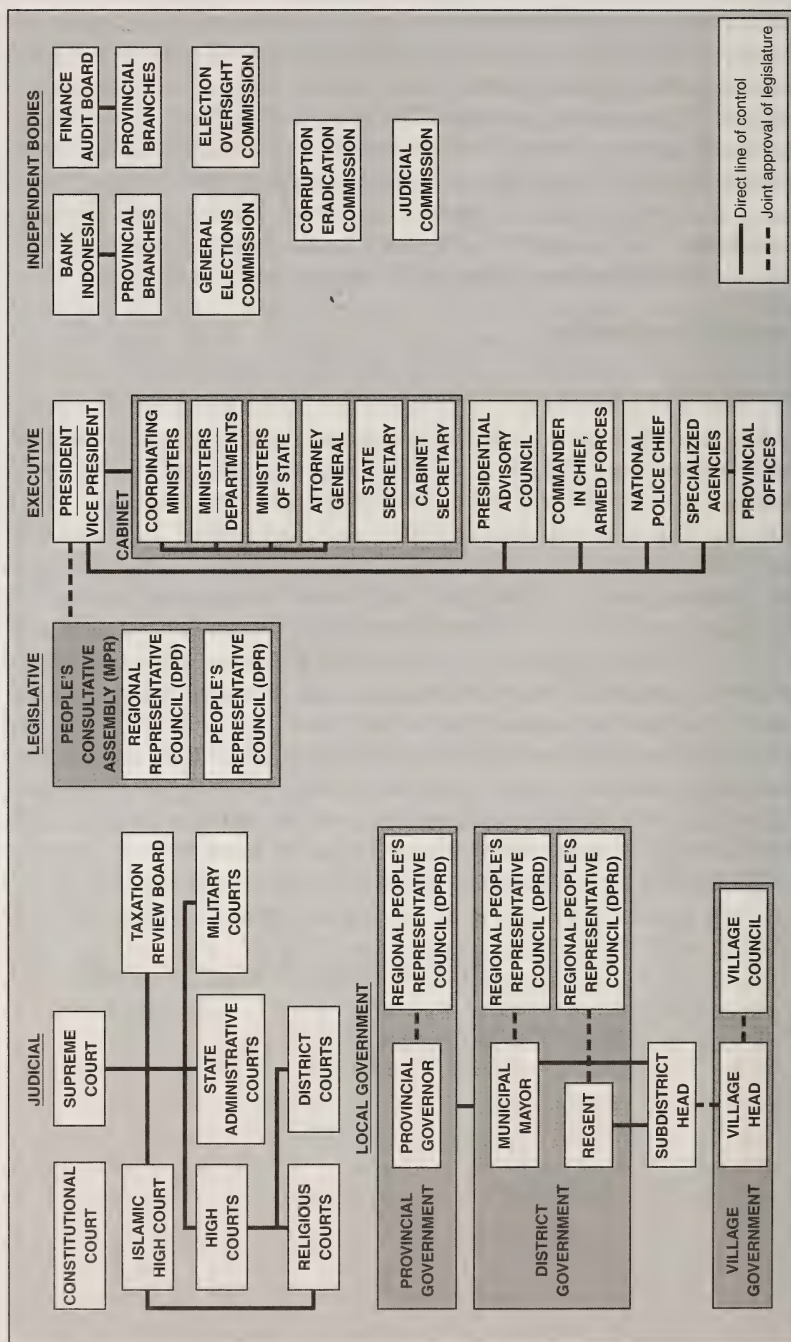 JUDICIAL
CONSTITUTIONAL
COURT
SUPREME
COURT
ISLAMIC
HIGH COURT
TAXATION
REVIEW BOARD
HIGH
COURTS
STATE
ADMINISTRATIVE
COURTS
MILITARY
COURTS
RELIGIOUS
COURTS
DISTRICT
COURTS
LEGISLATIVE
PEOPLE'S
CONSULTATIVE
ASSEMBLY (MPR)
REGIONAL
REPRESENTATIVE
COUNCIL (DPD)
PEOPLE'S
REPRESENTATIVE
COUNCIL (DPR)
EXECUTIVE
PRESIDENT
VICE PRESIDENT
CABINET
COORDINATING
MINISTERS
MINISTERS
DEPARTMENTS
MINISTERS
OF STATE
ATTORNEY
GENERAL
STATE
SECRETARY
CABINET
SECRETARY
PRESIDENTIAL
ADVISORY
COUNCIL
COMMANDER
IN CHIEF,
ARMED FORCES
NATIONAL
POLICE CHIEF
SPECIALIZED
AGENCIES
PROVINCIAL
OFFICES
INDEPENDENT BODIES
BANK
INDONESIA
FINANCE
AUDIT BOARD
PROVINCIAL
BRANCHES
PROVINCIAL
BRANCHES
GENERAL
ELECTIONS
COMMISSION
ELECTION
OVERSIGHT
COMMISSION
CORRUPTION
ERADICATION
COMMISSION
JUDICIAL
COMMISSION
LOCAL GOVERNMENT
PROVINCIAL
GOVERNMENT
PROVINCIAL
GOVERNOR
REGIONAL PEOPLE'S
REPRESENTATIVE
COUNCIL (DPRD)
DISTRICT
GOVERNMENT
MUNICIPAL
MAYOR
REGIONAL PEOPLE'S
REPRESENTATIVE
COUNCIL (DPRD)
REGENT
REGIONAL PEOPLE'S
REPRESENTATIVE
COUNCIL (DPRD)
SUBDISTRICT
HEAD
VILLAGE
GOVERNMENT
VILLAGE
HEAD
VILLAGE
COUNCIL
Direct line of control
Joint approval of legislature